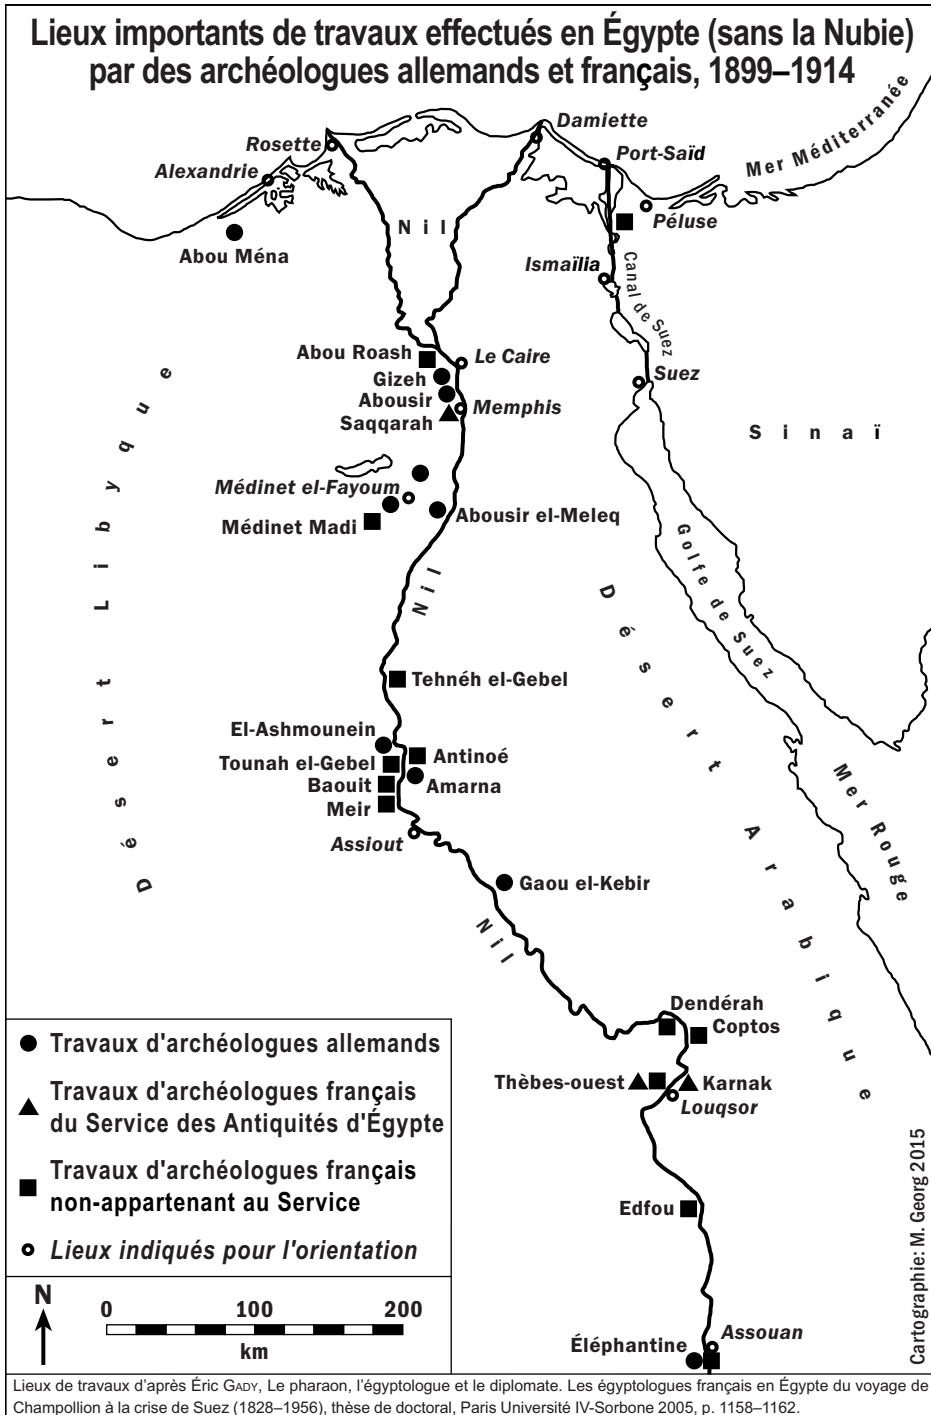 Lieux importants de travaux effectués en Égypte (sans la Nubie)
par des archéologues allemands et français, 1899–1914
Mer Méditerranée
Damiette
Rosette
Port-Saïd
Alexandrie
Péluse
Nil
Abou Ména
Ismaïlia
Canal de Suez
Abou Roash
Le Caire
Gizeh
Suez
Abousir
Memphis
Saqqarah
Sinaï
Désert Libyque
Médinet el-Fayoum
Abousir el-Meleq
Médinet Madi
Golfe de Suez
Nil
Désert Arabique
Tehnéh el-Gebel
El-Ashmounein
Antinoé
Tounah el-Gebel
Amarna
Baouit
Meir
Mer Rouge
Assiout
Gaou el-Kebir
Nil
Dendérah
Coptos
Thèbes-ouest
Karnak
Louqsor
Edfou
Assouan
Éléphantine
Travaux d'archéologues allemands
Travaux d'archéologues français
du Service des Antiquités d'Égypte
Travaux d'archéologues français
non-appartenant au Service
Lieux indiqués pour l'orientation
N
0 100 200
km
Cartographie: M. Georg 2015
Lieux de travaux d’après Éric GADY, Le pharaon, l’égyptologue et le diplomate. Les égyptologues français en Égypte du voyage de
Champollion à la crise de Suez (1828–1956), thèse de doctoral, Paris Université IV-Sorbone 2005, p. 1158–1162.